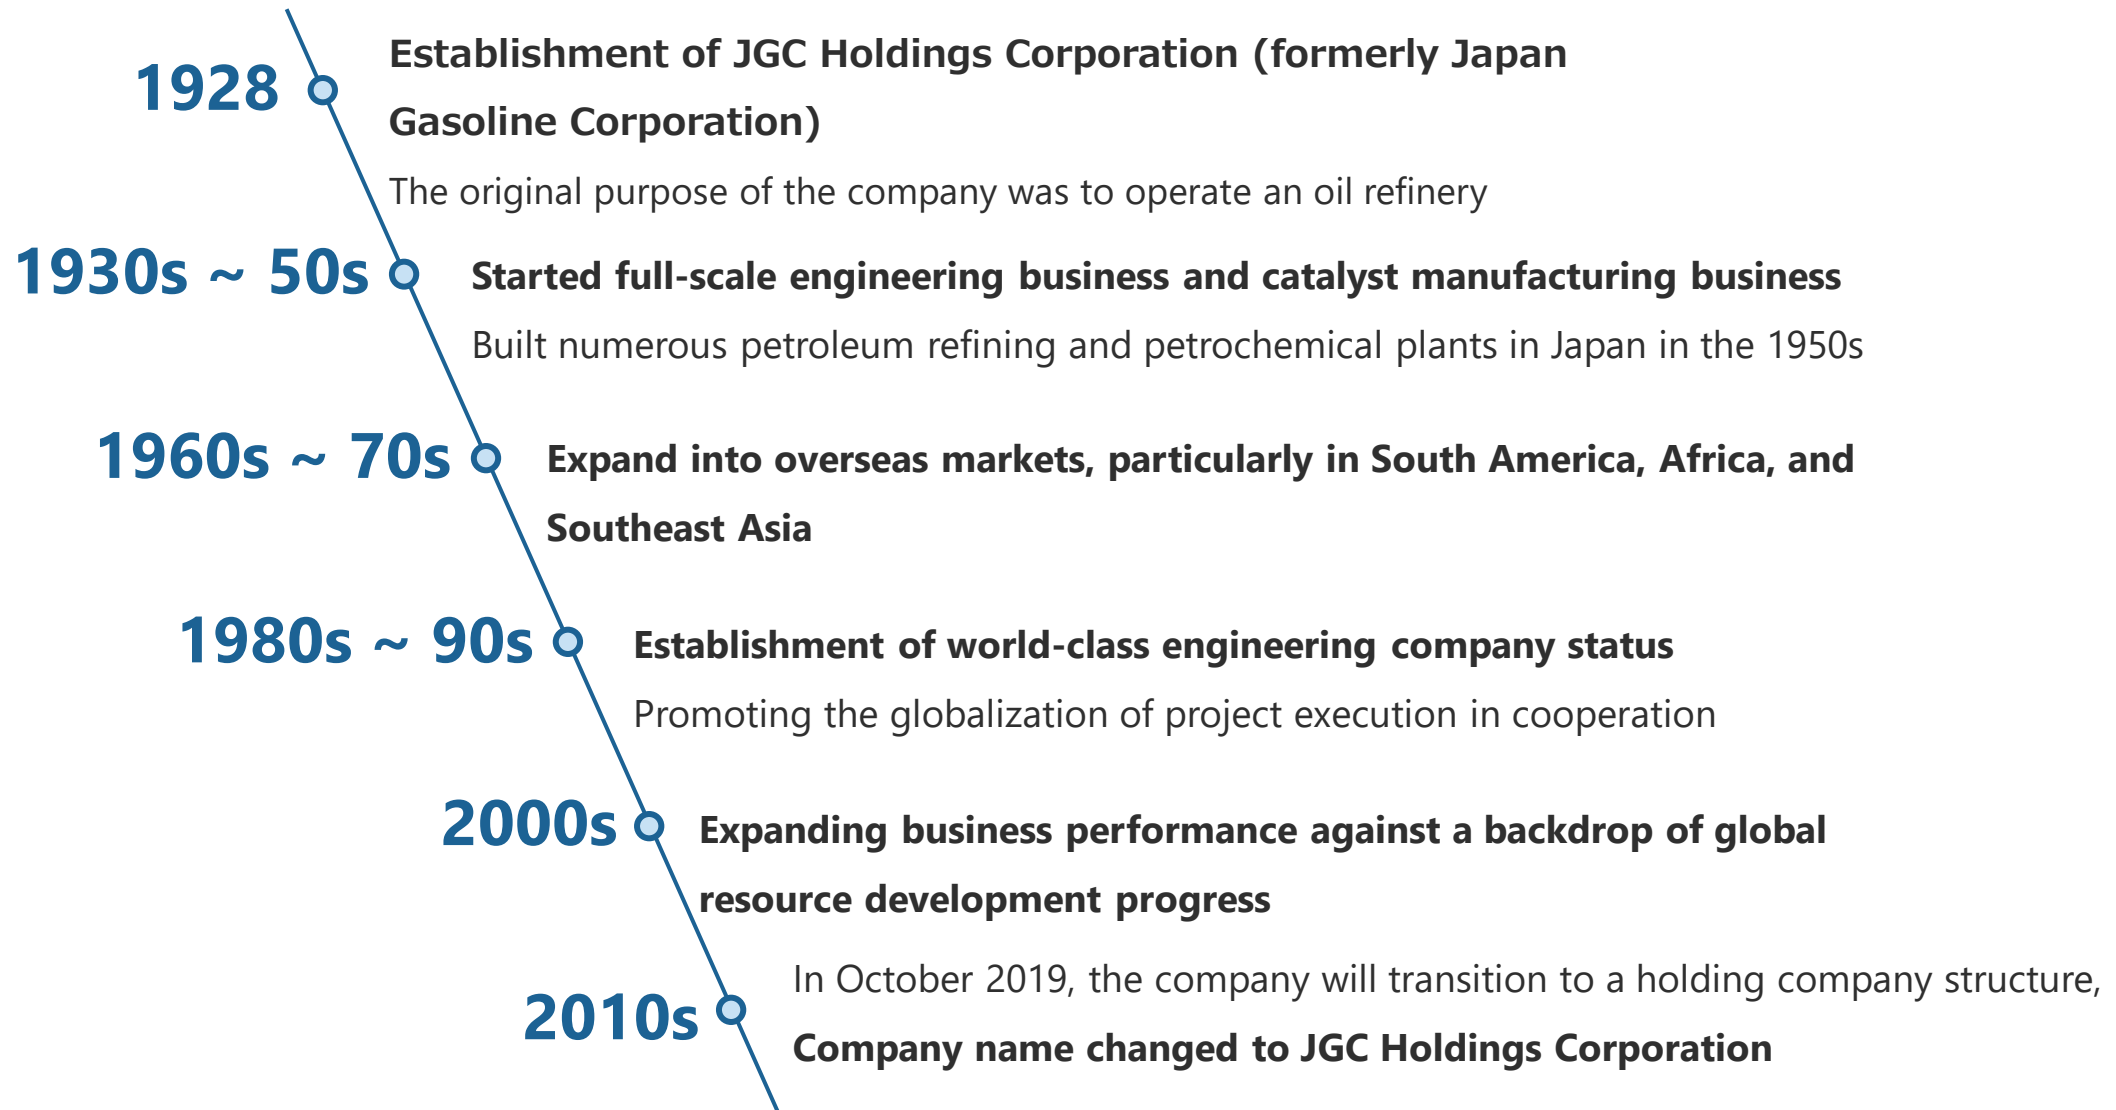 1928
Establishment of JGC Holdings Corporation (formerly Japan
Gasoline Corporation)
The original purpose of the company was to operate an oil refinery
1930s ~ 50s
Started full-scale engineering business and catalyst manufacturing business
Built numerous petroleum refining and petrochemical plants in Japan in the 1950s
1960s ~ 70s
Expand into overseas markets, particularly in South America, Africa, and
Southeast Asia
1980s ~ 90s
Establishment of world-class engineering company status
Promoting the globalization of project execution in cooperation
2000s
Expanding business performance against a backdrop of global
resource development progress
2010s
In October 2019, the company will transition to a holding company structure,
Company name changed to JGC Holdings Corporation